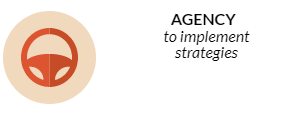 AGENCY
to implement
strategies